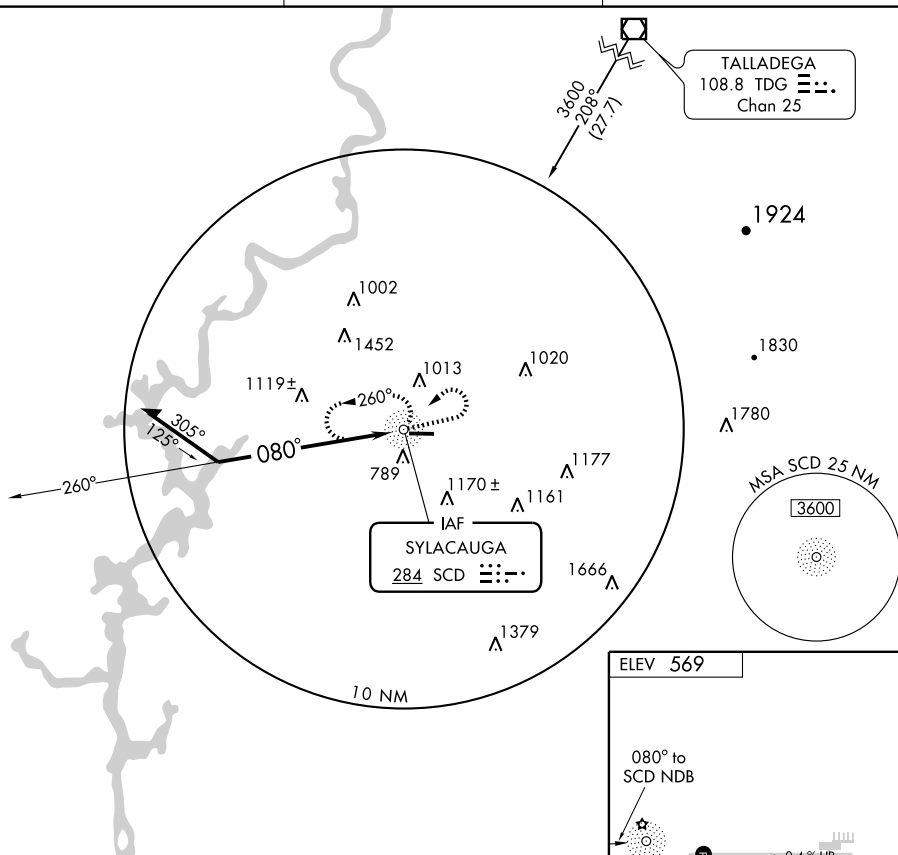 TALLADEGA
108.8 TDG
Chan 25
3600
208°
(27.7)
1924
1002
1452
1830
1013
1020
1119±
260°
1780
305°
125°
080°
789
1177
260°
1170±
1161
MSA SCD 25 NM
3600
IAF
SYLACAUGA
284 SCD
1666
1379
10 NM
ELEV 569
080° to
SCD NDB